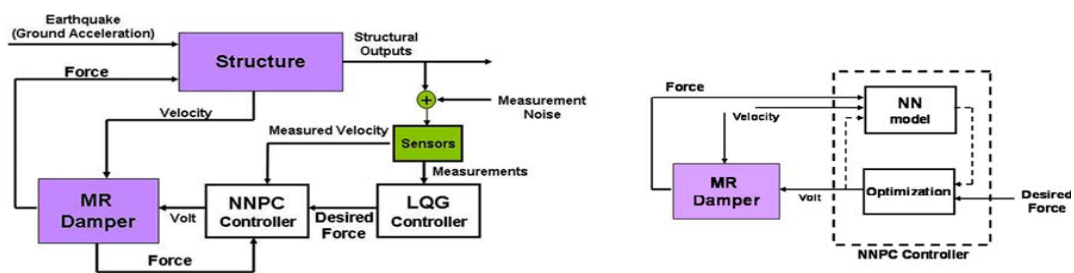 Earthquake
(Ground Acceleration)
Structural
Outputs
Structure
Force
Velocity
+
Measurement
Noise
Measured Velocity
Sensors
Measurements
MR
Damper
Volt
NNPC
Controller
Desired
Force
LQG
Controller
Force
Force
NN
model
Velocity
MR
Damper
Volt
Optimization
Desired
Force
NNPC Controller